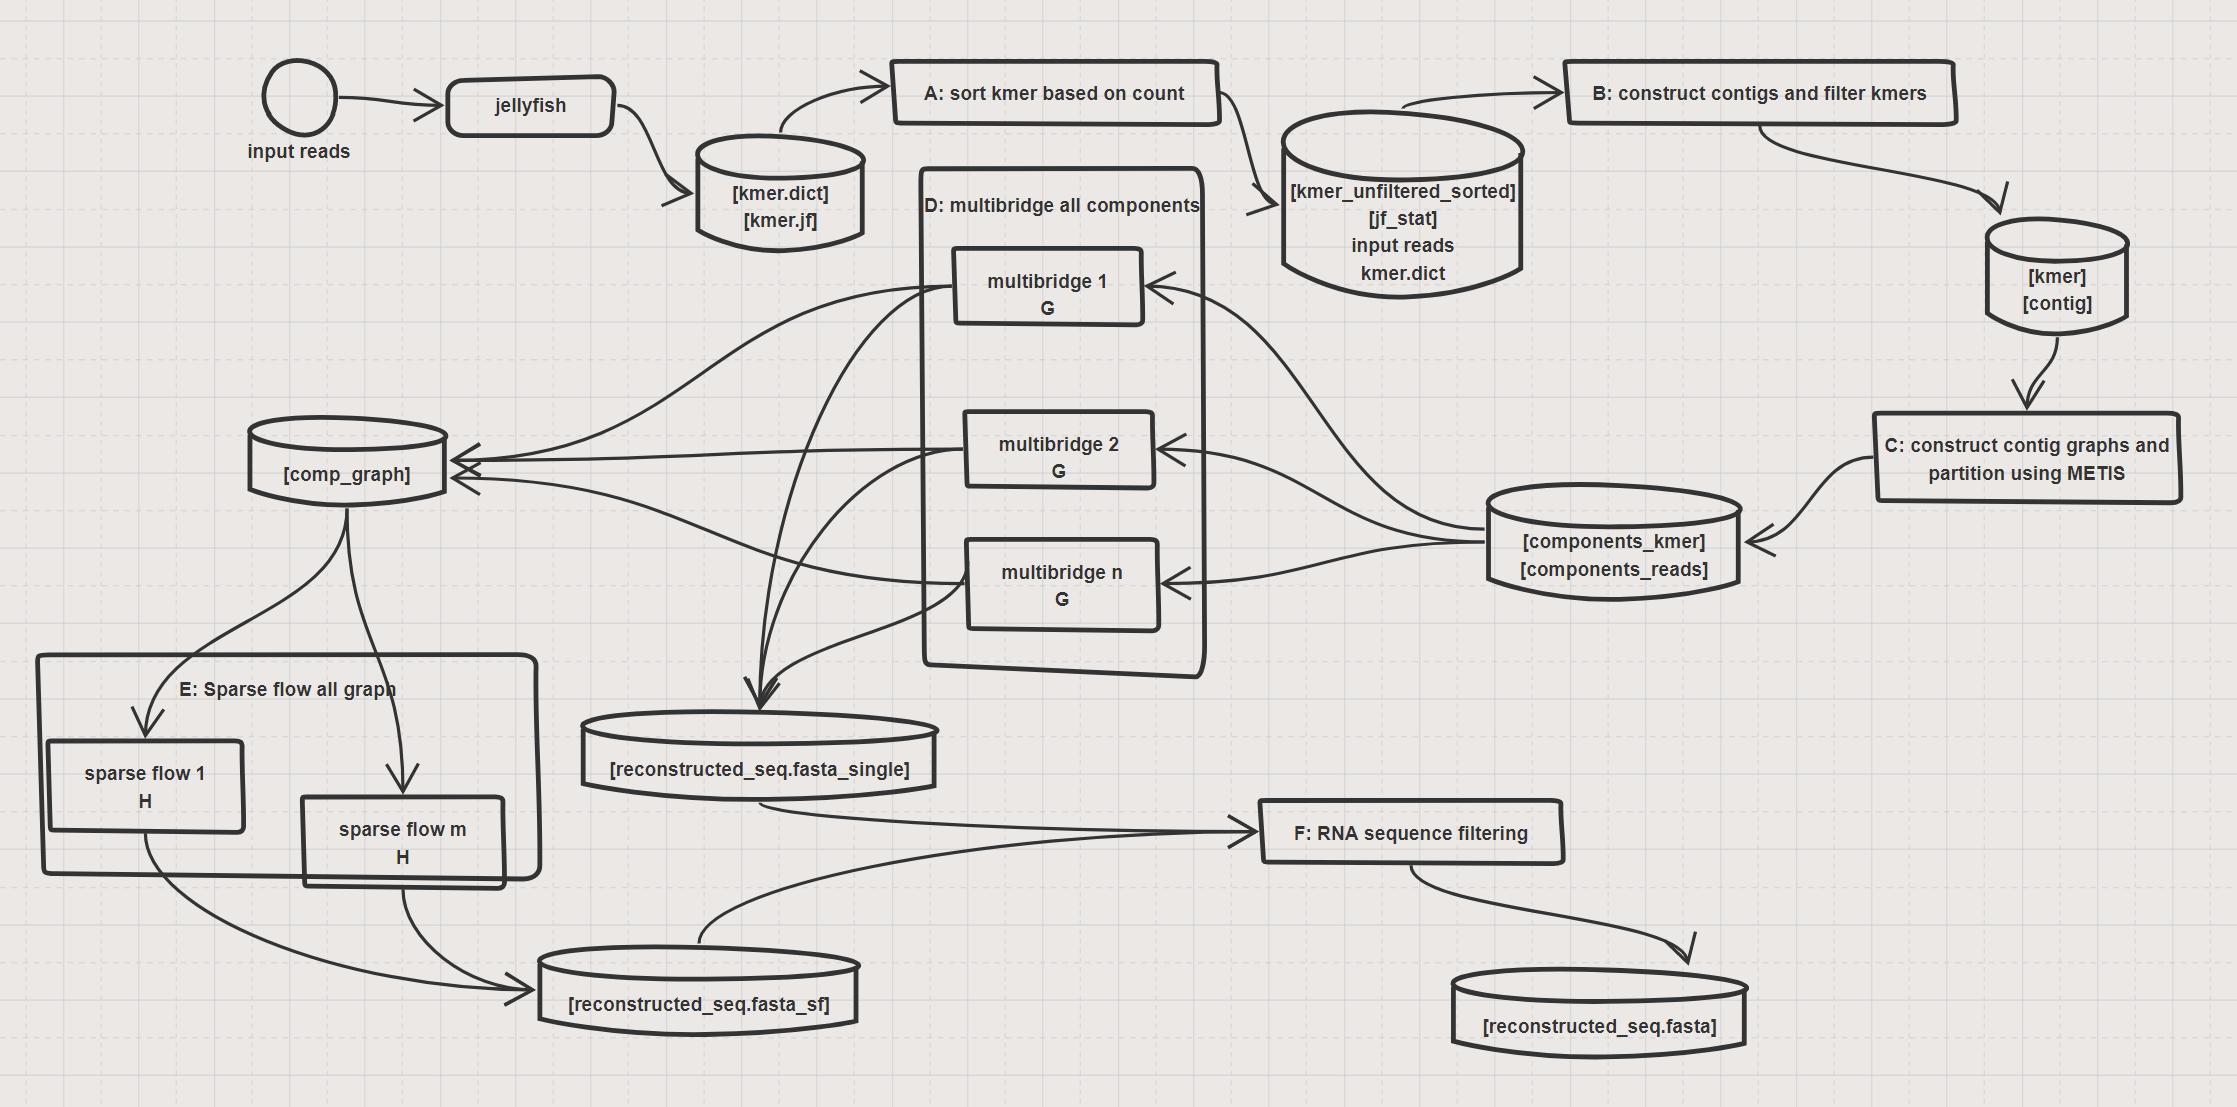 input reads
jellyfish
[kmer.dict]
[kmer.jf]
A: sort kmer based on count
[kmer_unfiltered_sorted]
[jf_stat]
input reads
kmer.dict
B: construct contigs and filter kmers
[kmer]
[contig]
C: construct contig graphs and
partition using METIS
[components_kmer]
[components_reads]
D: multibridge all components
multibridge 1
G
multibridge 2
G
multibridge n
G
[comp_graph]
E: Sparse flow all graph
sparse flow 1
H
sparse flow m
H
[reconstructed_seq.fasta_single]
[reconstructed_seq.fasta_sf]
F: RNA sequence filtering
[reconstructed_seq.fasta]